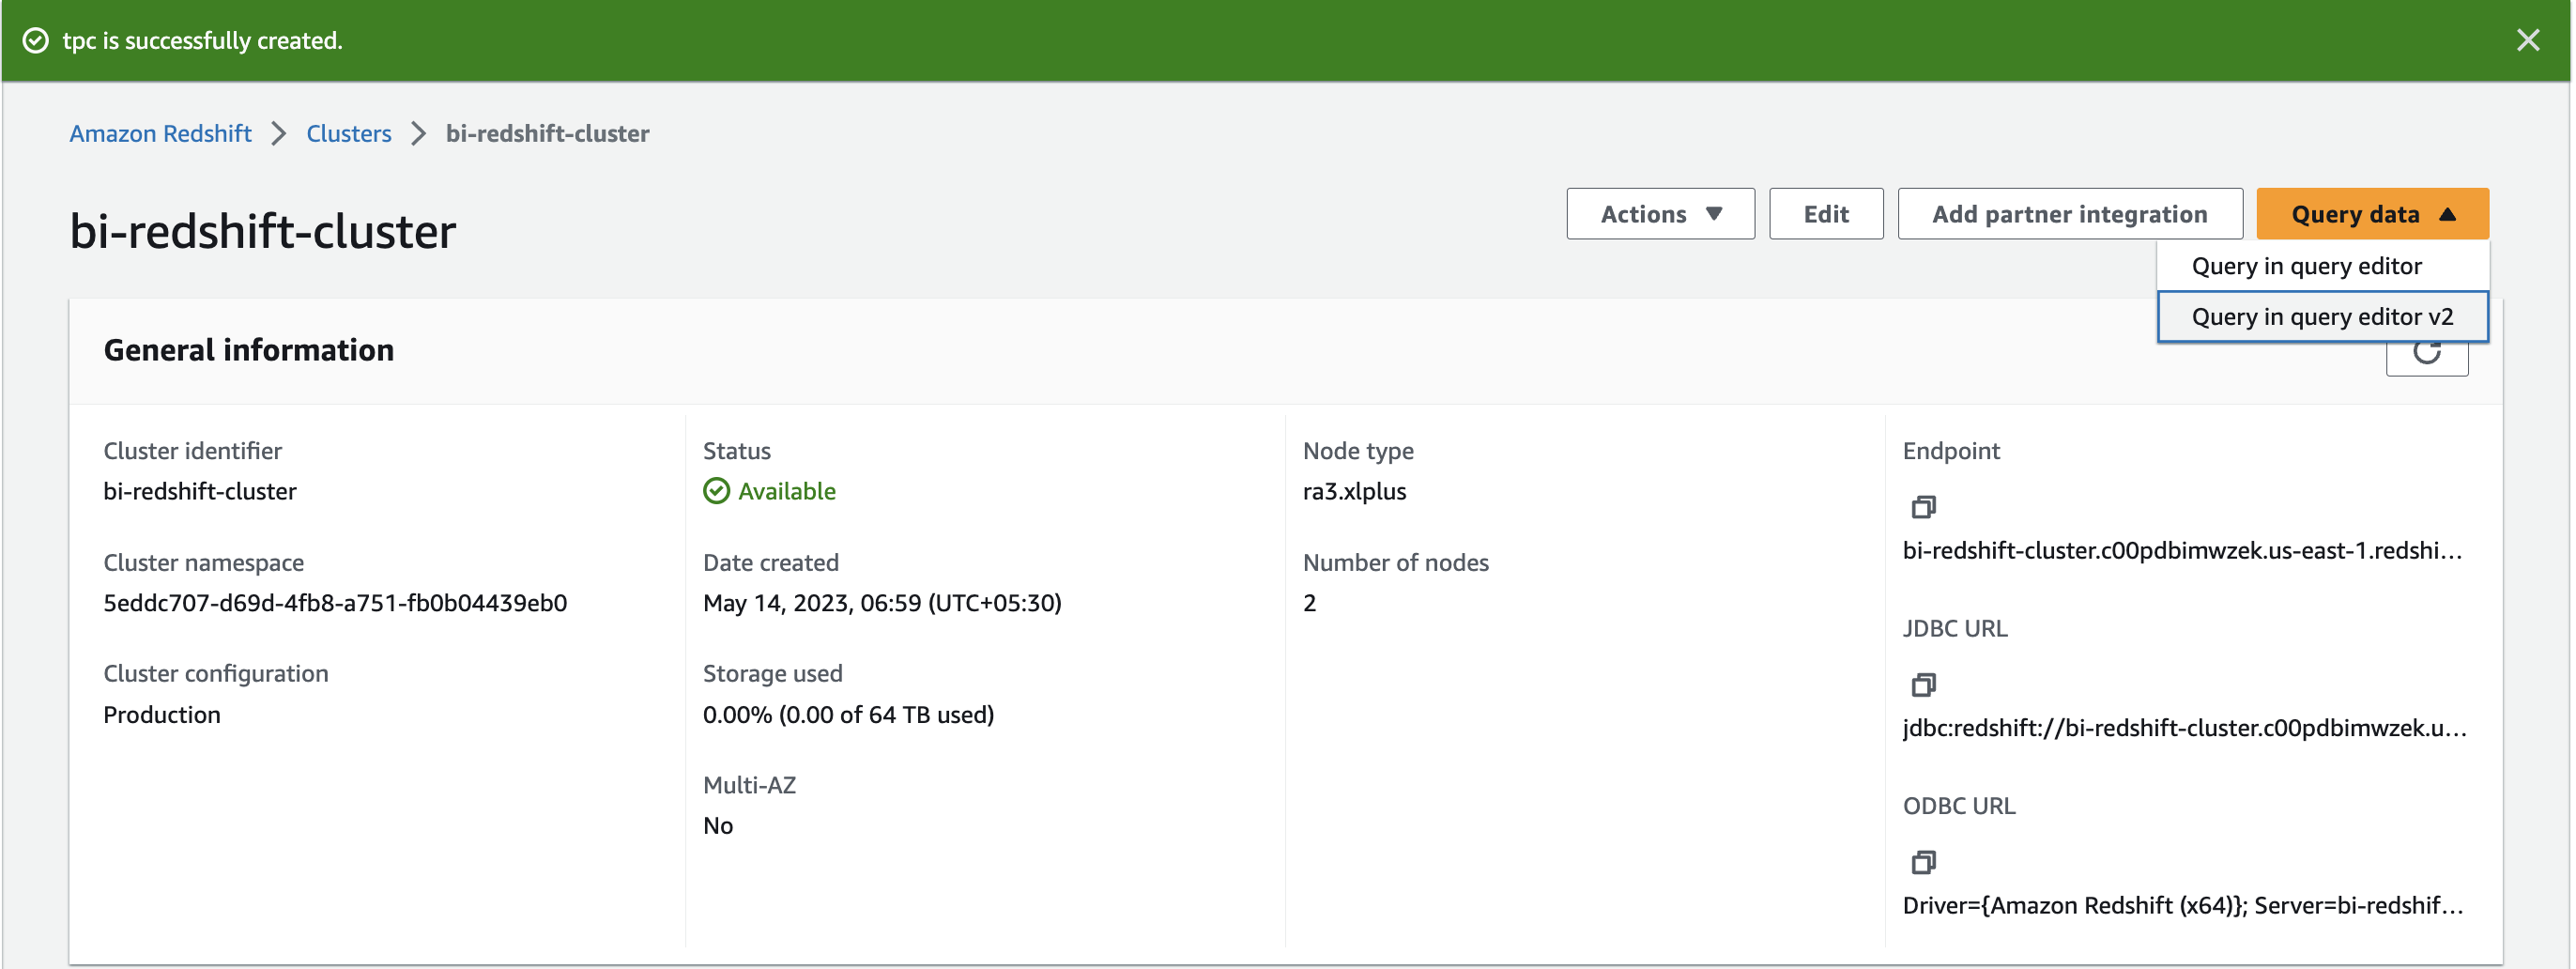 tpc is successfully created.
Amazon Redshift > Clusters > bi-redshift-cluster
bi-redshift-cluster
Actions
Edit
Add partner integration
Query data
Query in query editor
Query in query editor v2
General information
Cluster identifier
bi-redshift-cluster
Cluster namespace
5eddc707-d69d-4fb8-a751-fb0b04439eb0
Cluster configuration
Production
Status
Available
Date created
May 14, 2023, 06:59 (UTC+05:30)
Storage used
0.00% (0.00 of 64 TB used)
Multi-AZ
No
Node type
ra3.xlplus
Number of nodes
2
Endpoint
bi-redshift-cluster.c00pdbimwzek.us-east-1.redshi...
JDBC URL
jdbc:redshift://bi-redshift-cluster.c00pdbimwzek.u...
ODBC URL
Driver={Amazon Redshift (x64)}; Server=bi-redshif...